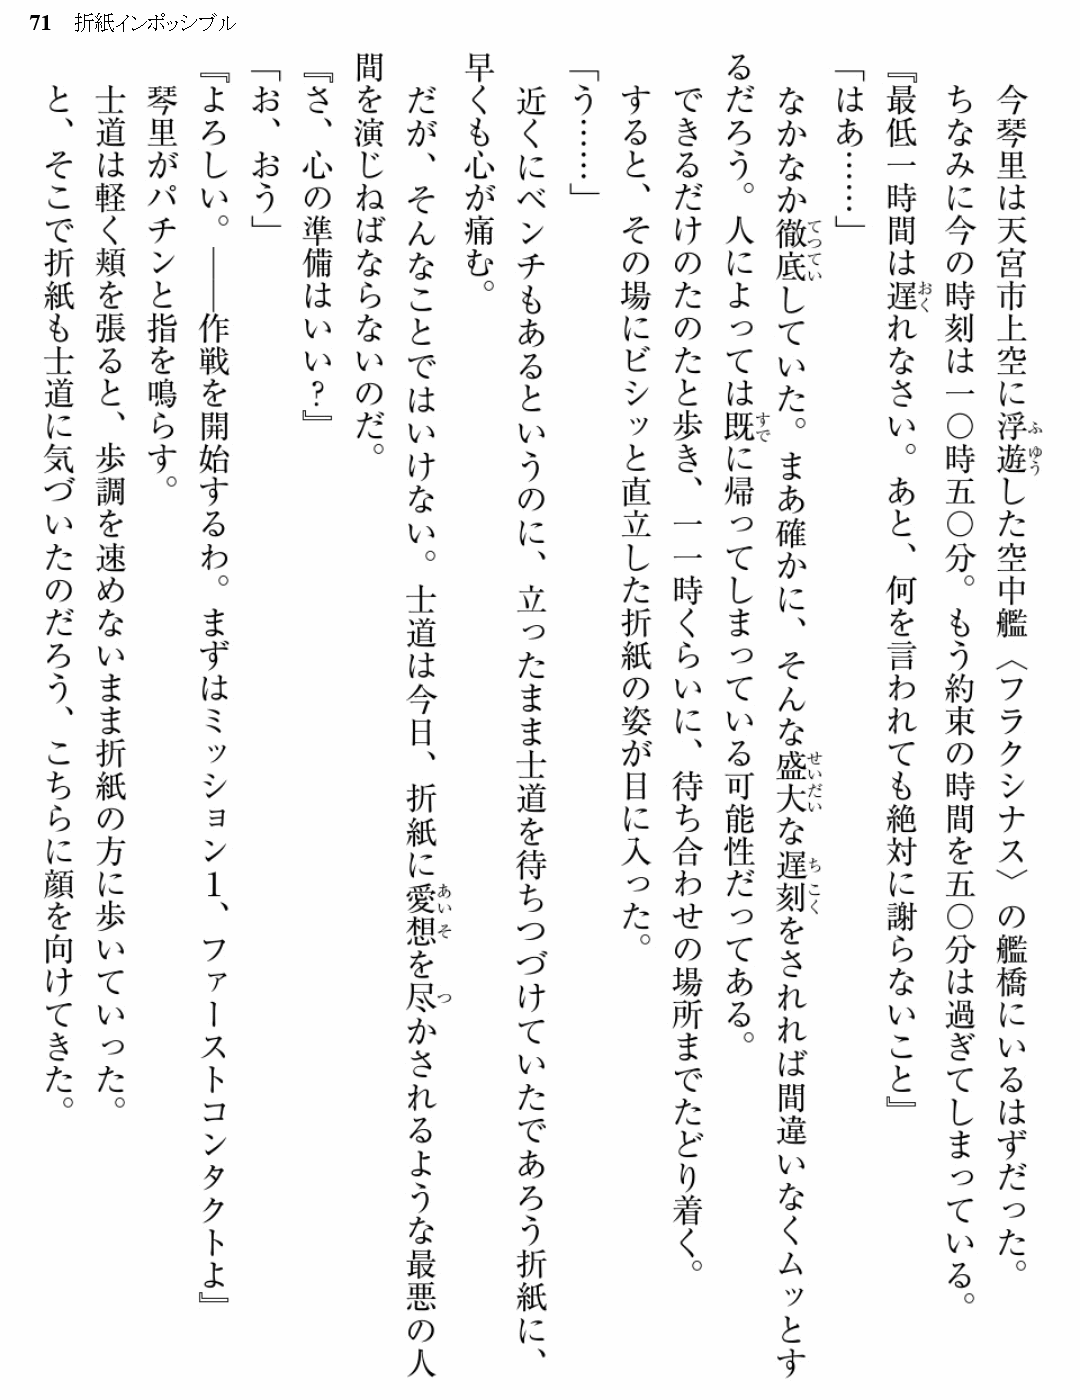 71 折紙インポッシブル
今琴里は天宮市上空に浮遊した空中艦〈フラクシナス〉の艦橋にいるはずだった。
ちなみに今の時刻は一〇時五〇分。もう約束の時間を五〇分は過ぎてしまっている。
『最低一時間は遅れなさい。あと、何を言われても絶対に謝らないこと』
「はあ……」
なかなか徹底していた。まあ確かに、そんな盛大な遅刻をされれば間違いなくムッとす
るだろう。人によっては既に帰ってしまっている可能性だってある。
できるだけのたのたと歩き、一一時くらいに、待ち合わせの場所までたどり着く。
すると、その場にビシッと直立した折紙の姿が目に入った。
「う……」
近くにベンチもあるというのに、立ったまま士道を待ちつづけていたであろう折紙に、
早くも心が痛む。
だが、そんなことではいけない。士道は今日、折紙に愛想を尽かされるような最悪の人
間を演じねばならないのだ。
『さ、心の準備はいい?』
「お、おう」
『よろしい。――作戦を開始するわ。まずはミッション1、ファーストコンタクトよ』
琴里がパチンと指を鳴らす。
士道は軽く頬を張ると、歩調を速めないまま折紙の方に歩いていった。
と、そこで折紙も士道に気づいたのだろう、こちらに顔を向けてきた。